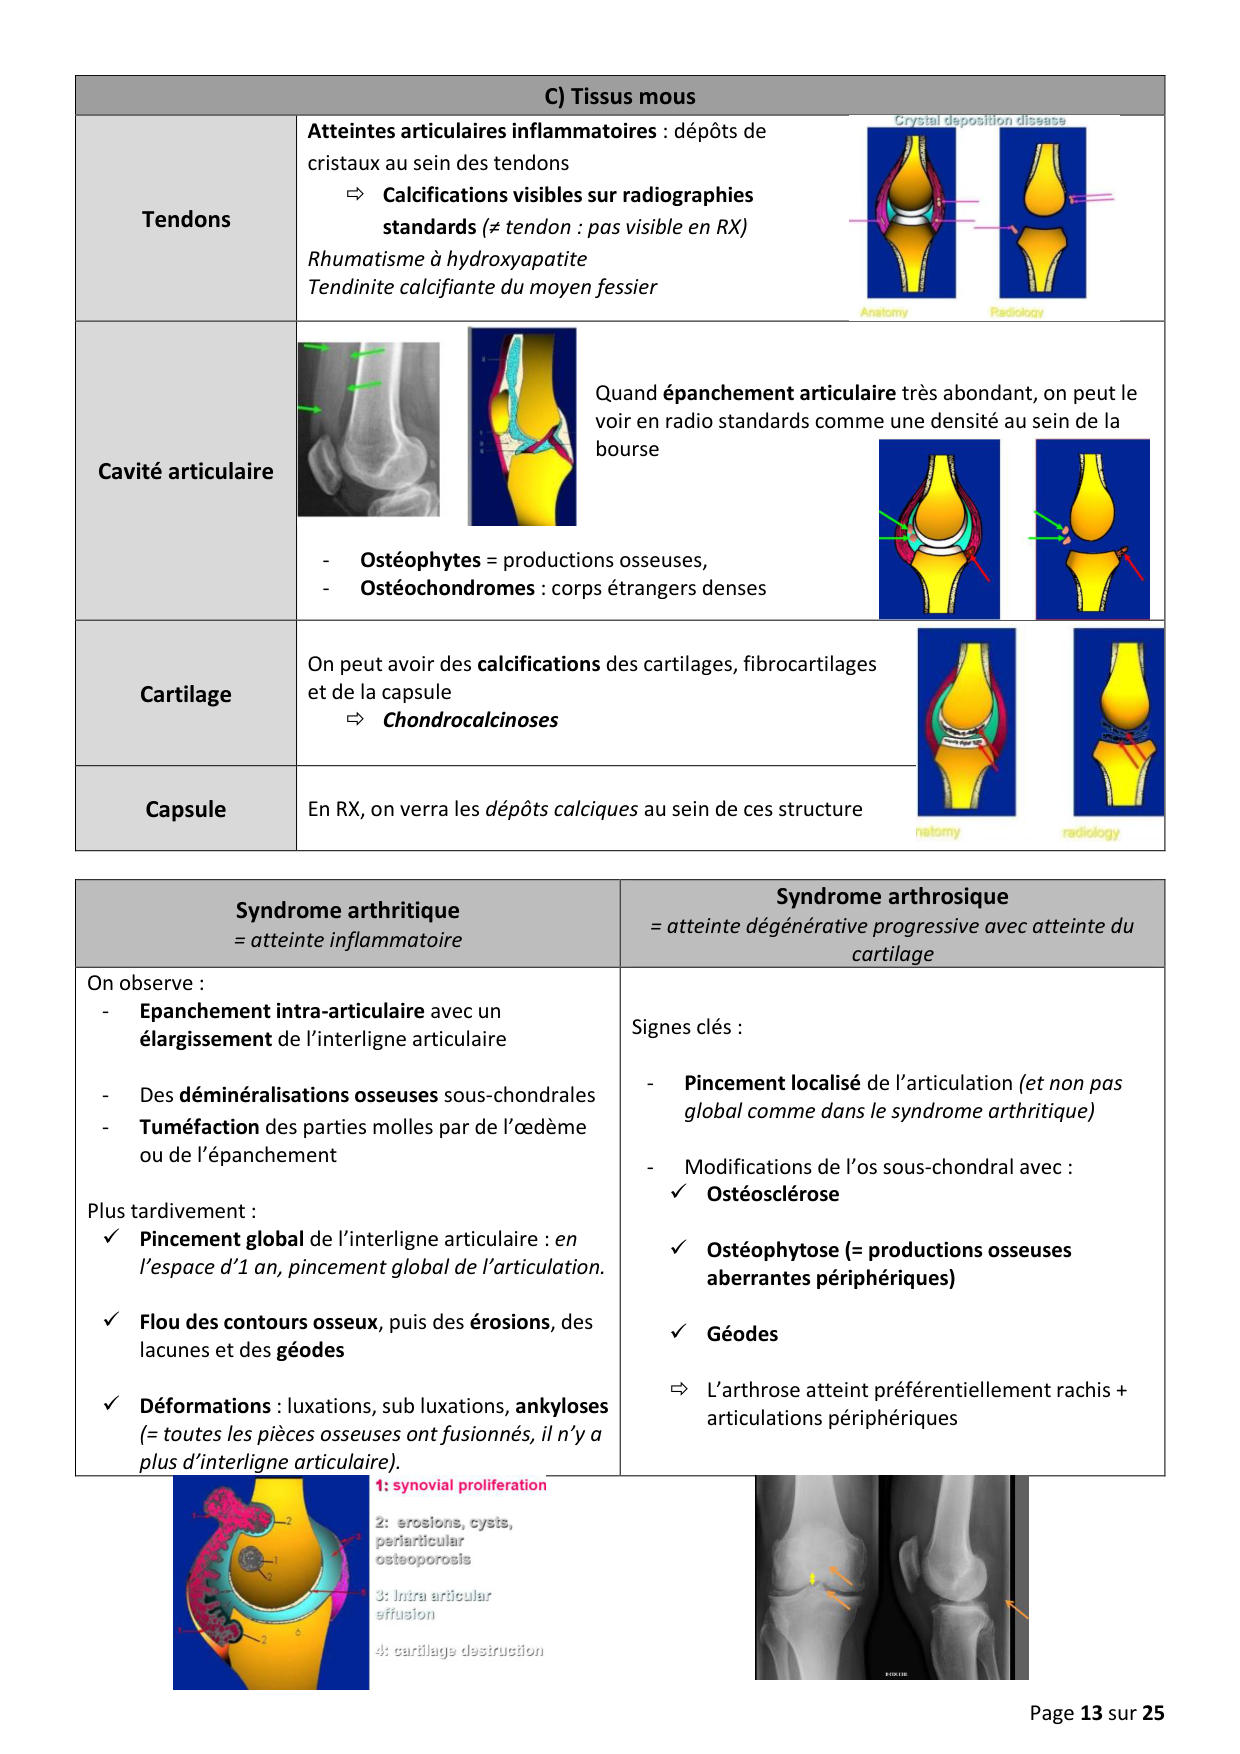 C) Tissus mous
Tendons
Atteintes articulaires inflammatoires : dépôts de
cristaux au sein des tendons
⇨ Calcifications visibles sur radiographies
standards (≠ tendon : pas visible en RX)
Rhumatisme à hydroxyapatite
Tendinite calcifiante du moyen fessier
Crystal deposition disease
Anatomy
Radiology
Cavité articulaire
Quand épanchement articulaire très abondant, on peut le
voir en radio standards comme une densité au sein de la
bourse
- Ostéophytes = productions osseuses,
- Ostéochondromes : corps étrangers denses
Cartilage
On peut avoir des calcifications des cartilages, fibrocartilages
et de la capsule
⇨ Chondrocalcinoses
Capsule
En RX, on verra les dépôts calciques au sein de ces structure
natomy
radiology
Syndrome arthritique
= atteinte inflammatoire
Syndrome arthrosique
= atteinte dégénérative progressive avec atteinte du
cartilage
On observe :
- Epanchement intra-articulaire avec un
élargissement de l’interligne articulaire
- Des déminéralisations osseuses sous-chondrales
- Tuméfaction des parties molles par de l’œdème
ou de l’épanchement
Plus tardivement :
✓ Pincement global de l’interligne articulaire : en
l’espace d’1 an, pincement global de l’articulation.
✓ Flou des contours osseux, puis des érosions, des
lacunes et des géodes
✓ Déformations : luxations, sub luxations, ankyloses
(= toutes les pièces osseuses ont fusionnés, il n’y a
plus d’interligne articulaire).
Signes clés :
- Pincement localisé de l’articulation (et non pas
global comme dans le syndrome arthritique)
- Modifications de l’os sous-chondral avec :
✓ Ostéosclérose
✓ Ostéophytose (= productions osseuses
aberrantes périphériques)
✓ Géodes
⇨ L’arthrose atteint préférentiellement rachis +
articulations périphériques
1: synovial proliferation
2: erosions, cysts,
periarticular
osteoporosis
3: Intra articular
effusion
4: cartilage destruction
1
2
1
2
2
Page 13 sur 25